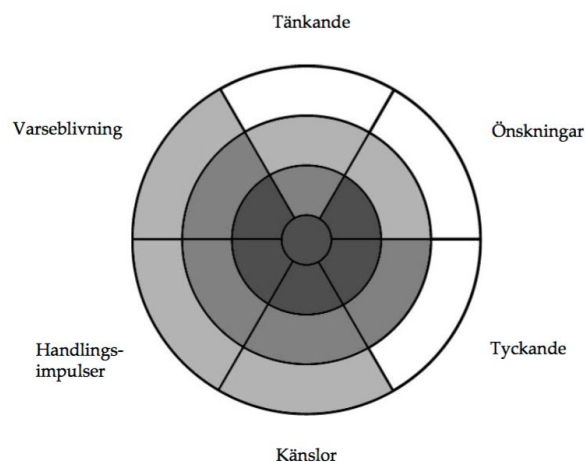 Tänkande
Varseblivning
Önskningar
Handlings-
impulser
Tyckande
Känslor